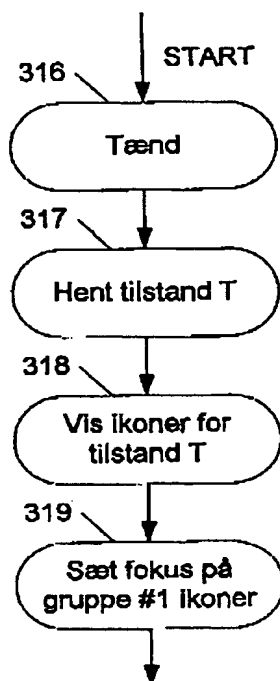 START
316
Tænd
317
Hent tilstand T
318
Vis ikoner for
tilstand T
319
Sæt fokus på
gruppe #1 ikoner